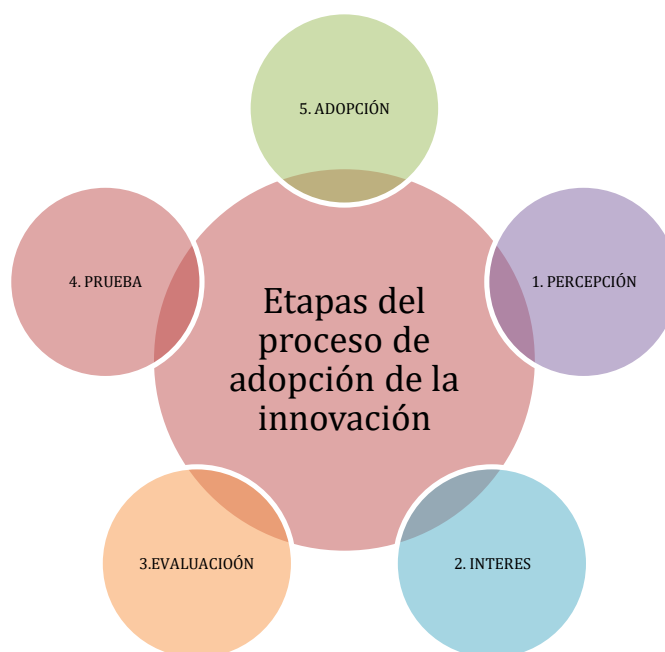 5. ADOPCIÓN
4. PRUEBA
1. PERCEPCIÓN
Etapas del
proceso de
adopción de la
innovación
3.EVALUACIOÓN
2. INTERES